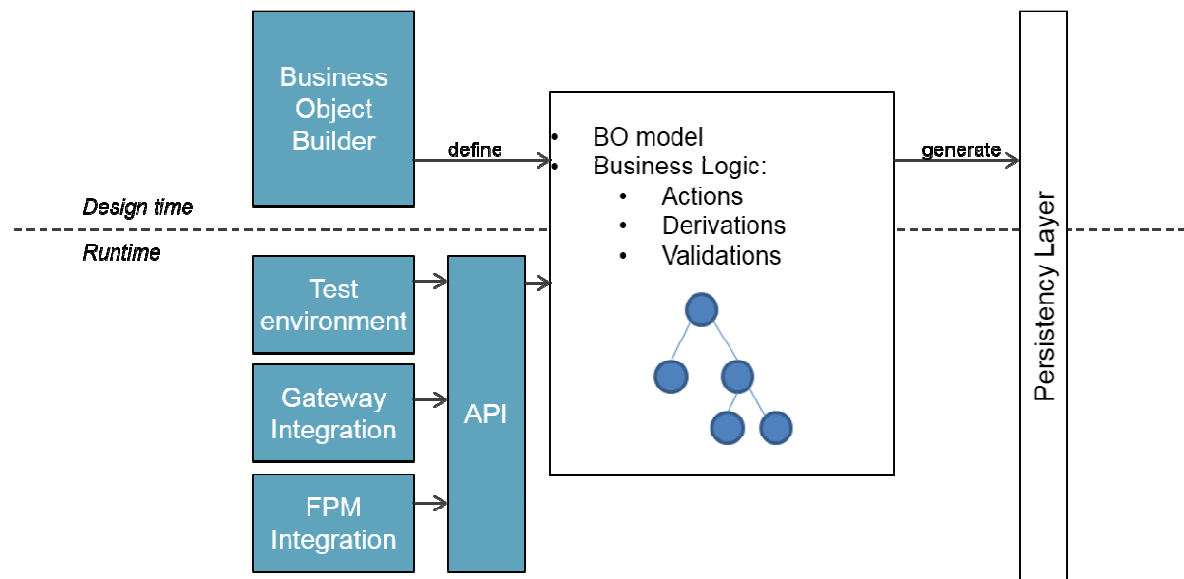 Business
Object
Builder
define
• BO model
• Business Logic:
• Actions
• Derivations
• Validations
generate
Persistency Layer
Design time
Runtime
Test
environment
Gateway
Integration
FPM
Integration
API